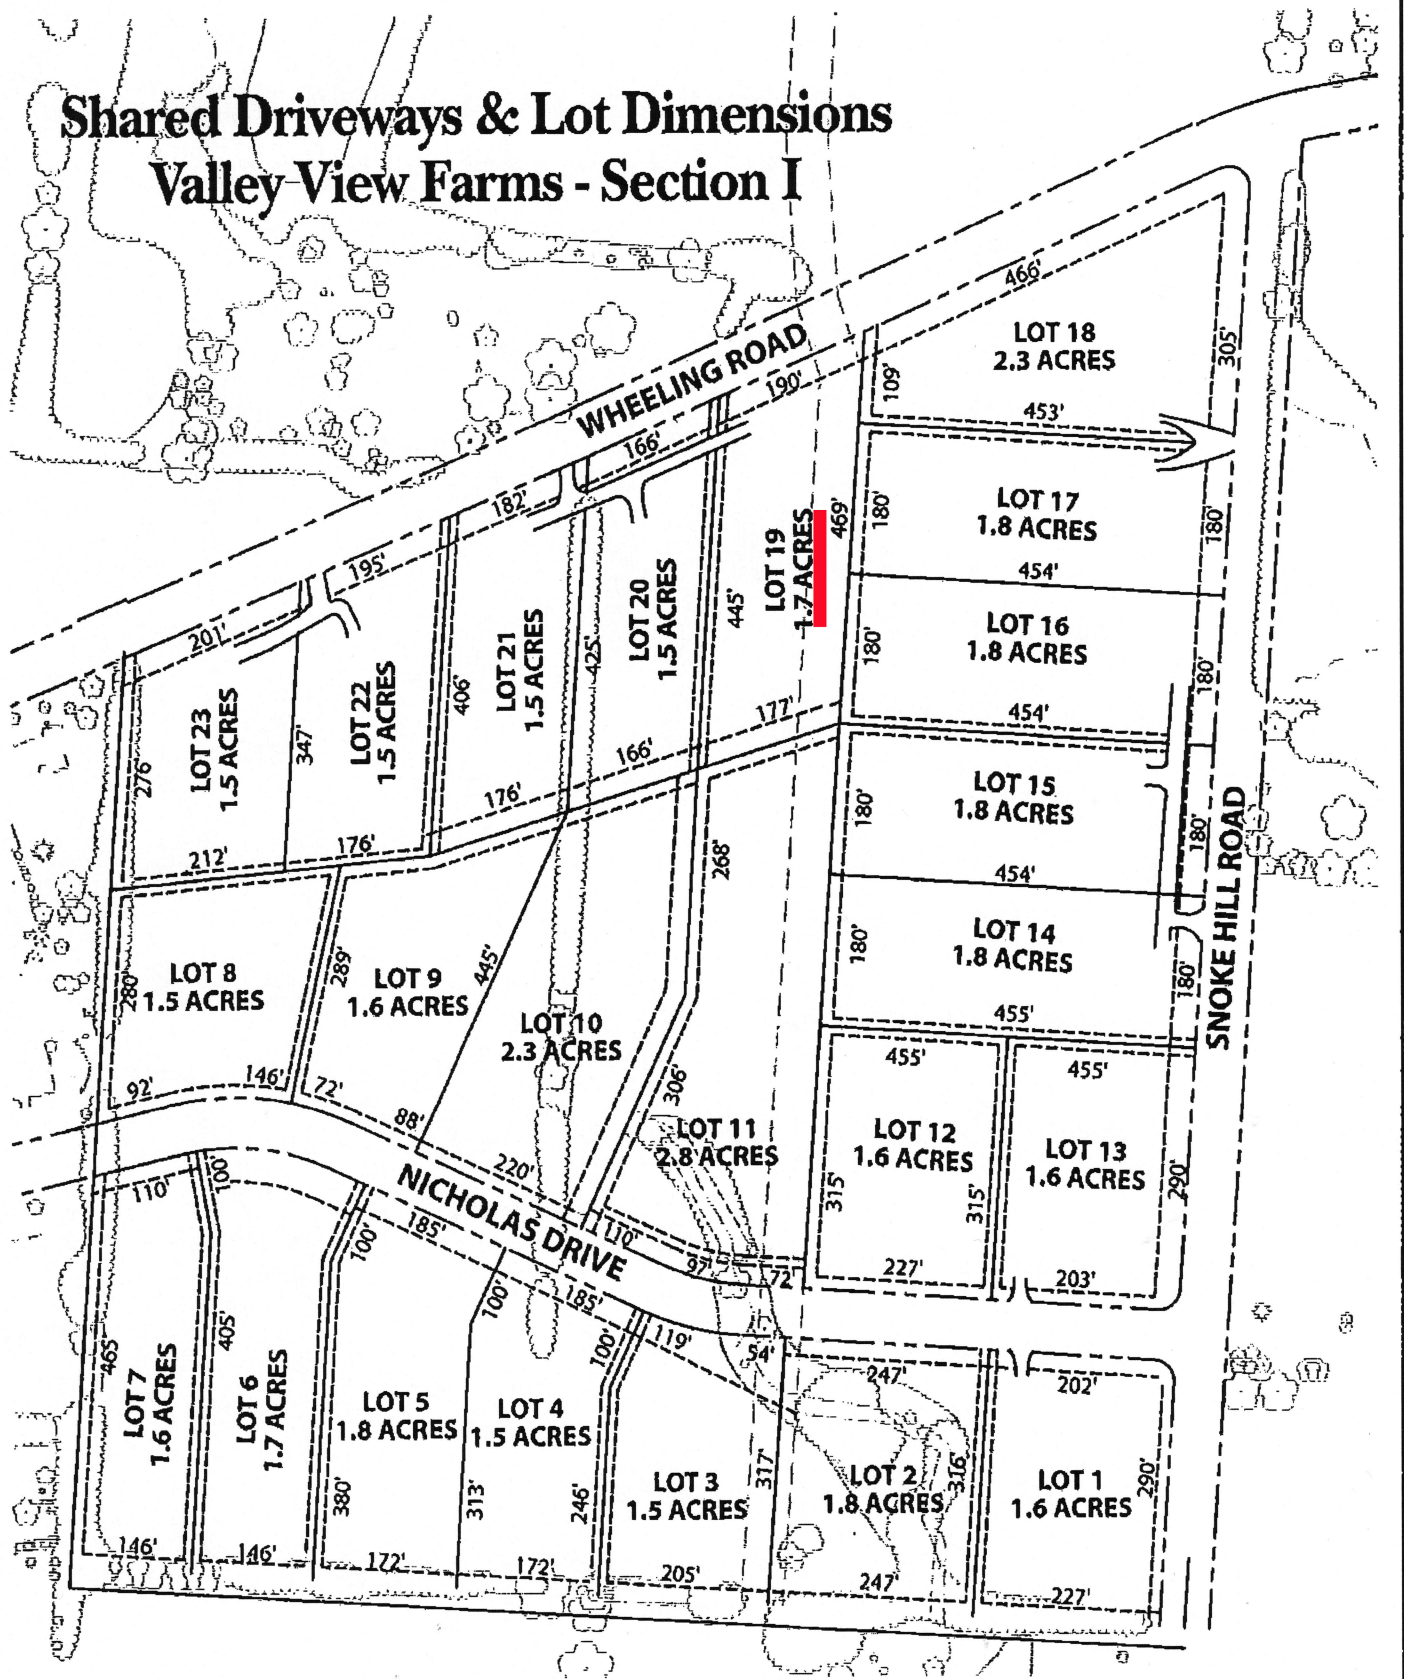 Shared Driveways & Lot Dimensions
Valley View Farms - Section I
WHEELING ROAD
466'
LOT 18
2.3 ACRES
305'
109'
453'
190'
166'
182'
195'
201'
LOT 23
1.5 ACRES
276'
347'
212'
LOT 22
1.5 ACRES
406'
176'
LOT 21
1.5 ACRES
425'
176'
LOT 20
1.5 ACRES
445'
166'
LOT 19
1.7 ACRES
469'
177'
LOT 17
1.8 ACRES
180'
180'
454'
LOT 16
1.8 ACRES
180'
180'
454'
LOT 15
1.8 ACRES
180'
180'
454'
LOT 14
1.8 ACRES
180'
180'
455'
SNOKE HILL ROAD
LOT 8
1.5 ACRES
280'
289'
92'
146'
LOT 9
1.6 ACRES
445'
72'
88'
LOT 10
2.3 ACRES
268'
306'
220'
LOT 11
2.8 ACRES
110'
97'
72'
455'
LOT 12
1.6 ACRES
315'
315'
227'
455'
LOT 13
1.6 ACRES
290'
203'
NICHOLAS DRIVE
110'
100'
LOT 7
1.6 ACRES
465
405'
146'
LOT 6
1.7 ACRES
146'
100'
185'
LOT 5
1.8 ACRES
380'
172'
100'
185'
LOT 4
1.5 ACRES
313'
246'
172'
100'
119'
54'
LOT 3
1.5 ACRES
317'
205'
247'
LOT 2
1.8 ACRES
316'
247'
202'
LOT 1
1.6 ACRES
290'
227'